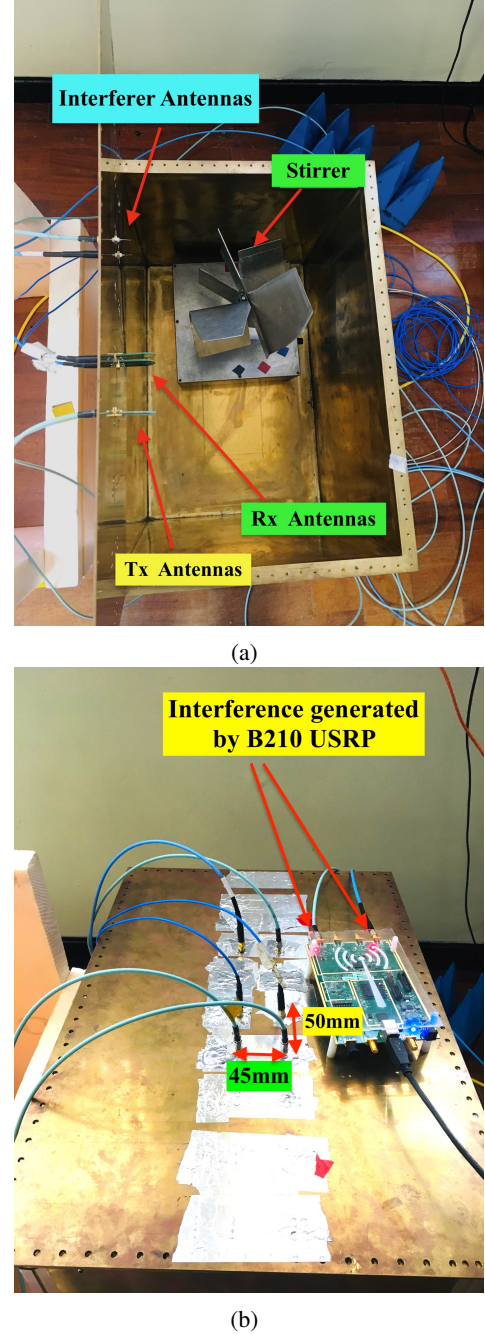 Interferer Antennas
Stirrer
Rx Antennas
Tx Antennas
(a)
Interference generated
by B210 USRP
50mm
45mm
(b)